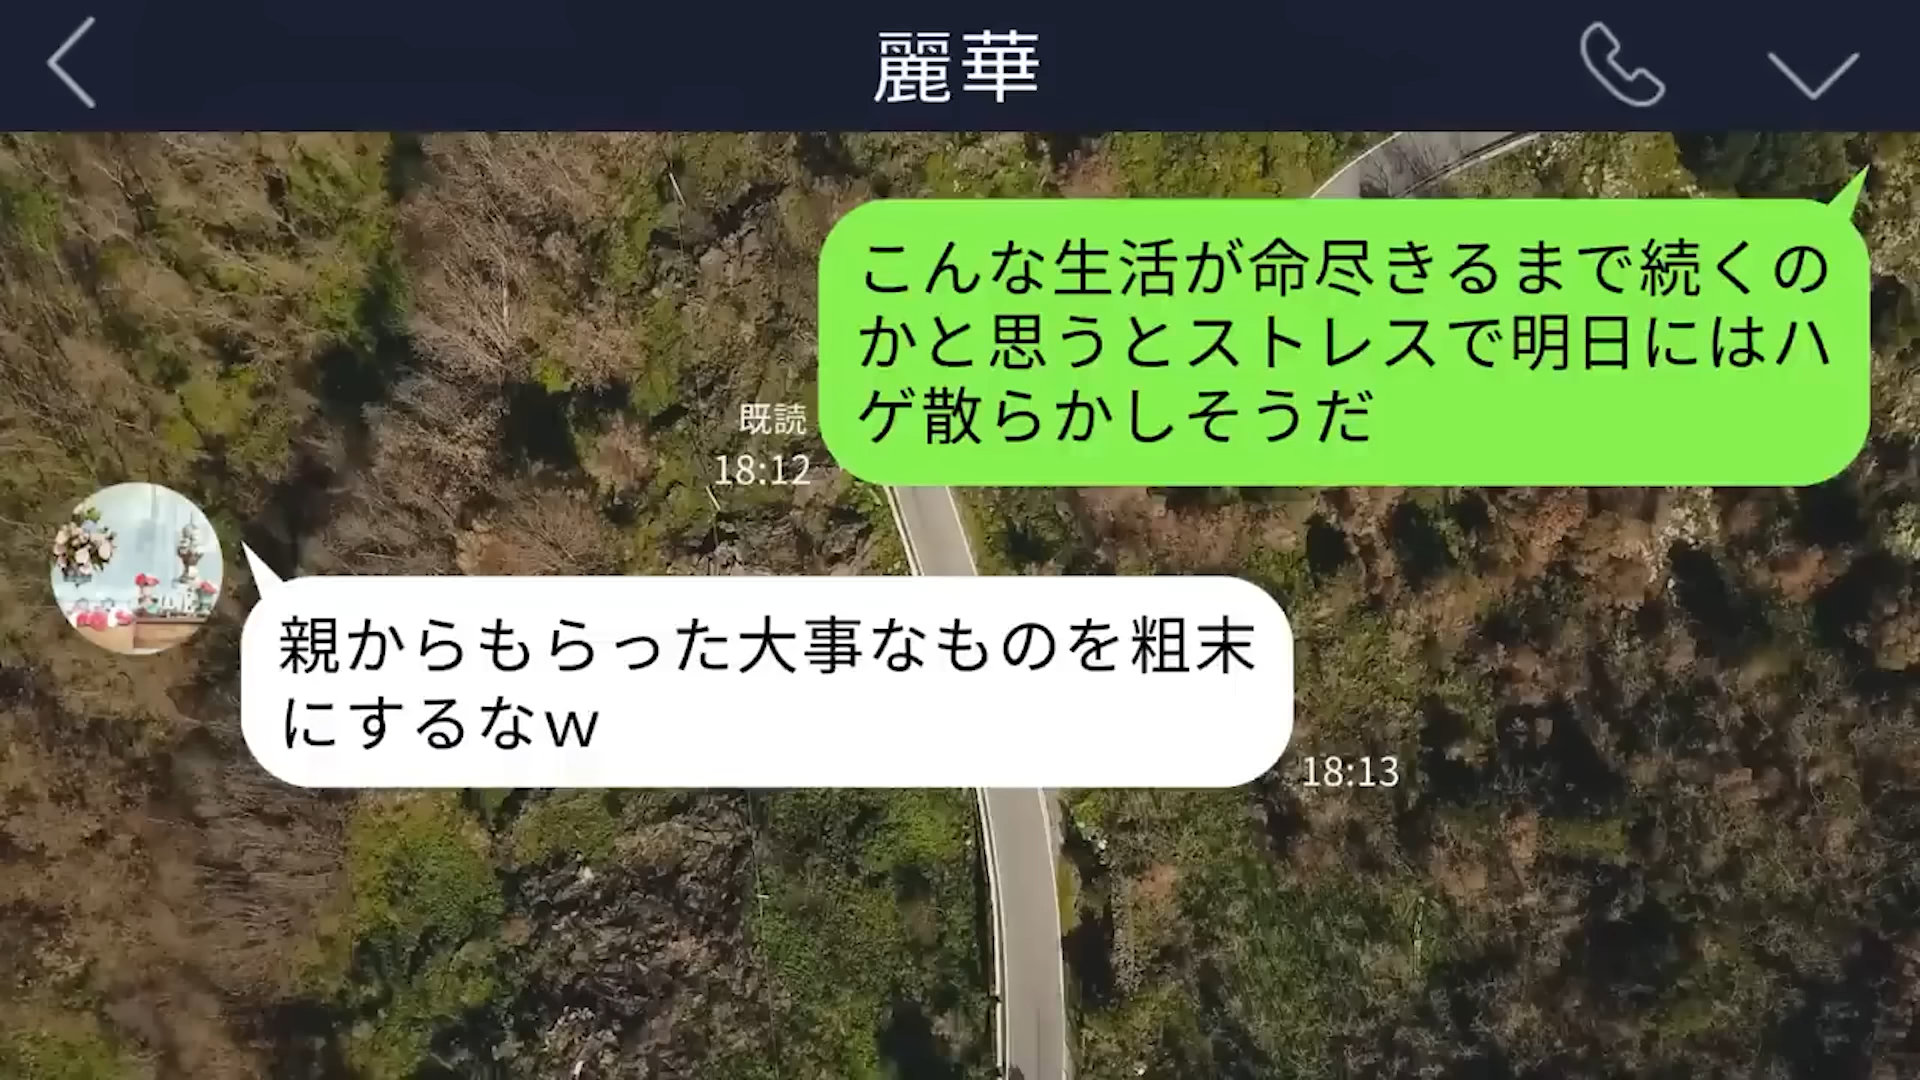 麗華
こんな生活が命尽きるまで続くの
かと思うとストレスで明日にはハ
ゲ散らかしそうだ
既読
18:12
親からもらった大事なものを粗末
にするなｗ
18:13